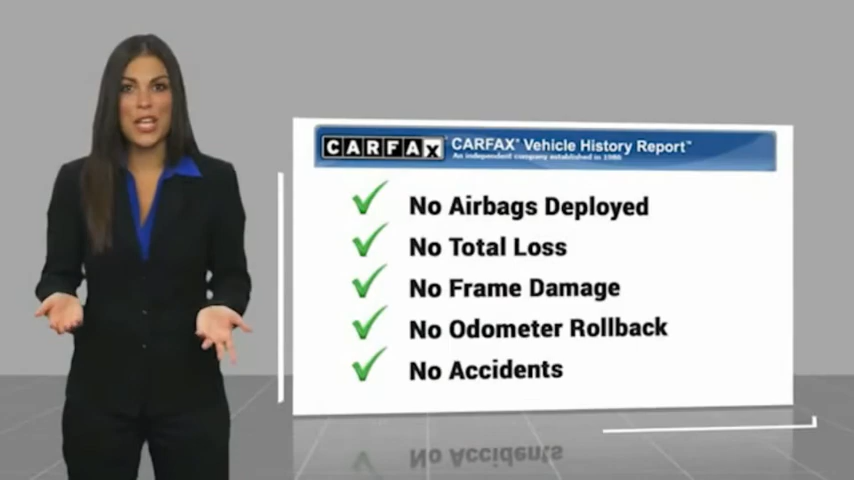 CARFAX CARFAX® Vehicle History Report™
An independent company established in 1986
No Airbags Deployed
No Total Loss
No Frame Damage
No Odometer Rollback
No Accidents
No Accidents